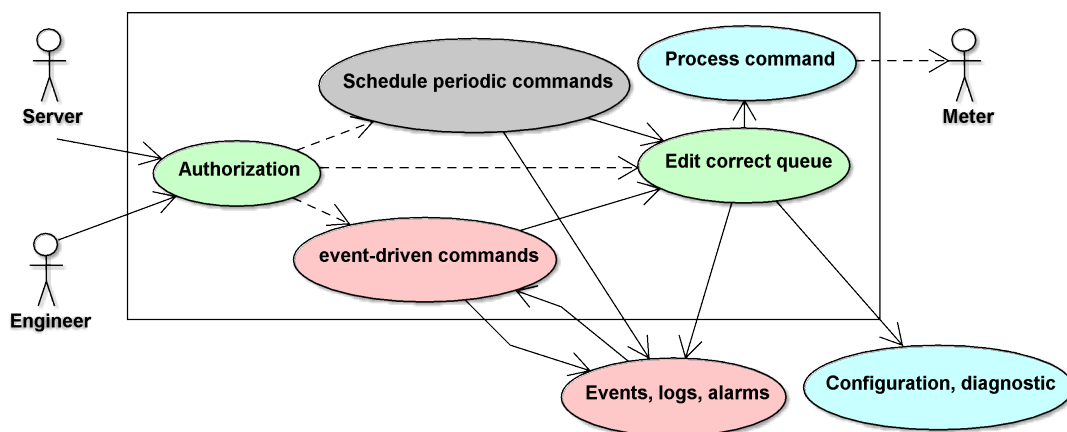 Process command
Schedule periodic commands
Server
Meter
Authorization
Edit correct queue
event-driven commands
Engineer
Events, logs, alarms
Configuration, diagnostic